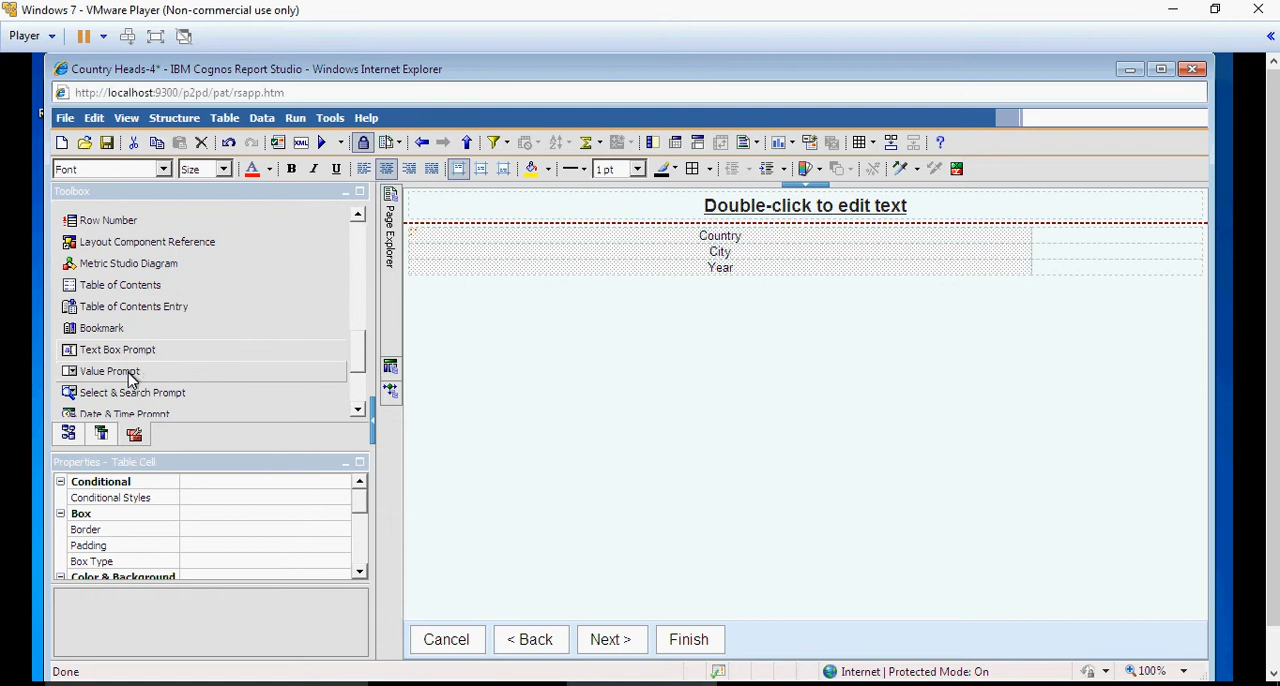 Windows 7 - VMware Player (Non-commercial use only)
Player
Country Heads-4* - IBM Cognos Report Studio - Windows Internet Explorer
http://localhost:9300/p2pd/pat/rsapp.htm
File Edit View Structure Table Data Run Tools Help
Font Size A B I U 1 pt
Toolbox
Row Number
Layout Component Reference
Metric Studio Diagram
Table of Contents
Table of Contents Entry
Bookmark
Text Box Prompt
Value Prompt
Select & Search Prompt
Date & Time Prompt
Page Explorer
Double-click to edit text
Country
City
Year
Properties - Table Cell
Conditional
Conditional Styles
Box
Border
Padding
Box Type
Color & Background
Cancel < Back Next > Finish
Done Internet | Protected Mode: On 100%